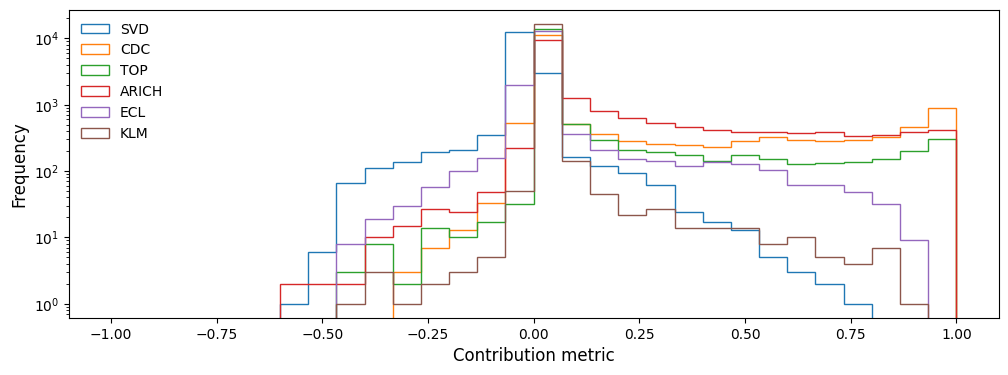 SVD
CDC
TOP
ARICH
ECL
KLM
Frequency
10⁴
10³
10²
10¹
10⁰
−1.00 −0.75 −0.50 −0.25 0.00 0.25 0.50 0.75 1.00
Contribution metric